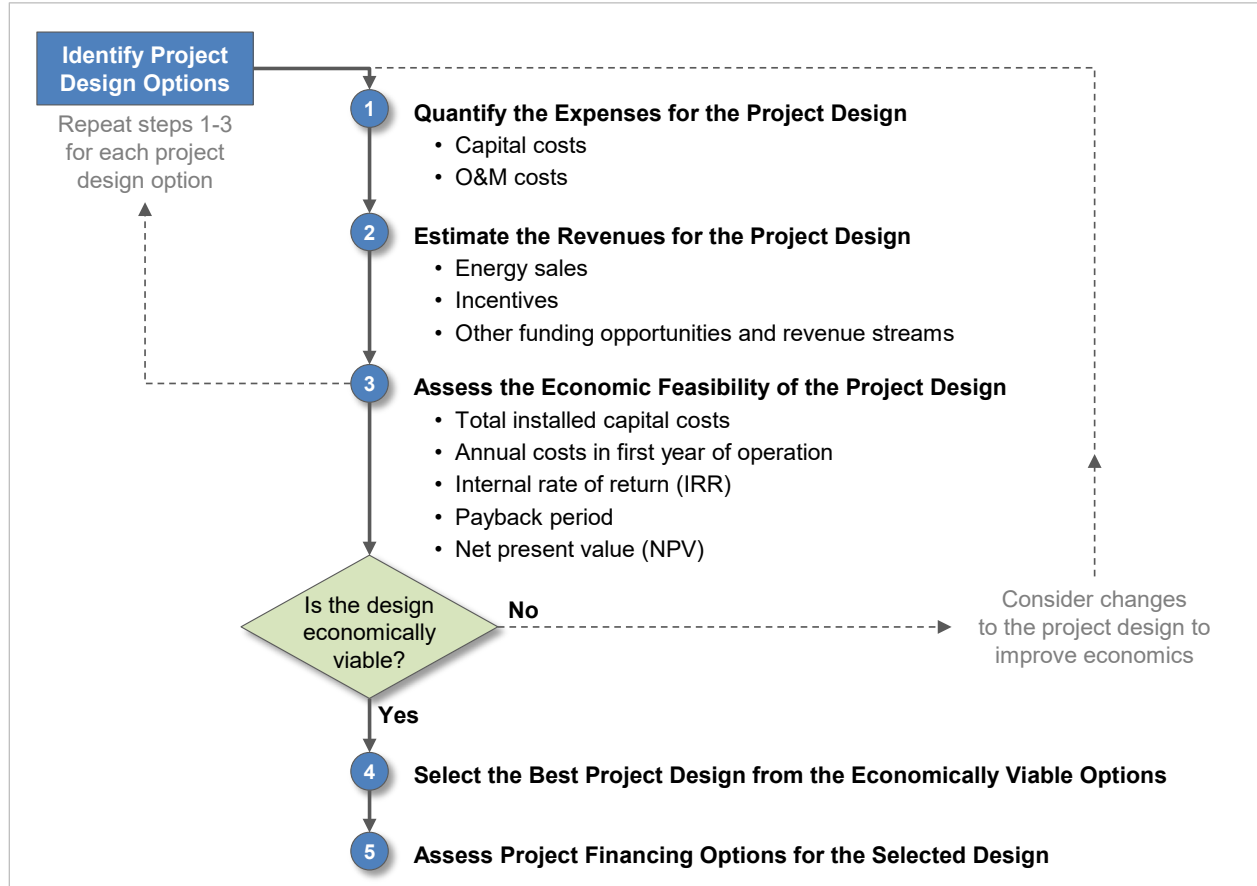 Identify Project
Design Options
Repeat steps 1-3
for each project
design option
1
Quantify the Expenses for the Project Design
• Capital costs
• O&M costs
2
Estimate the Revenues for the Project Design
• Energy sales
• Incentives
• Other funding opportunities and revenue streams
3
Assess the Economic Feasibility of the Project Design
• Total installed capital costs
• Annual costs in first year of operation
• Internal rate of return (IRR)
• Payback period
• Net present value (NPV)
Is the design
economically
viable?
No
Consider changes
to the project design to
improve economics
Yes
4
Select the Best Project Design from the Economically Viable Options
5
Assess Project Financing Options for the Selected Design